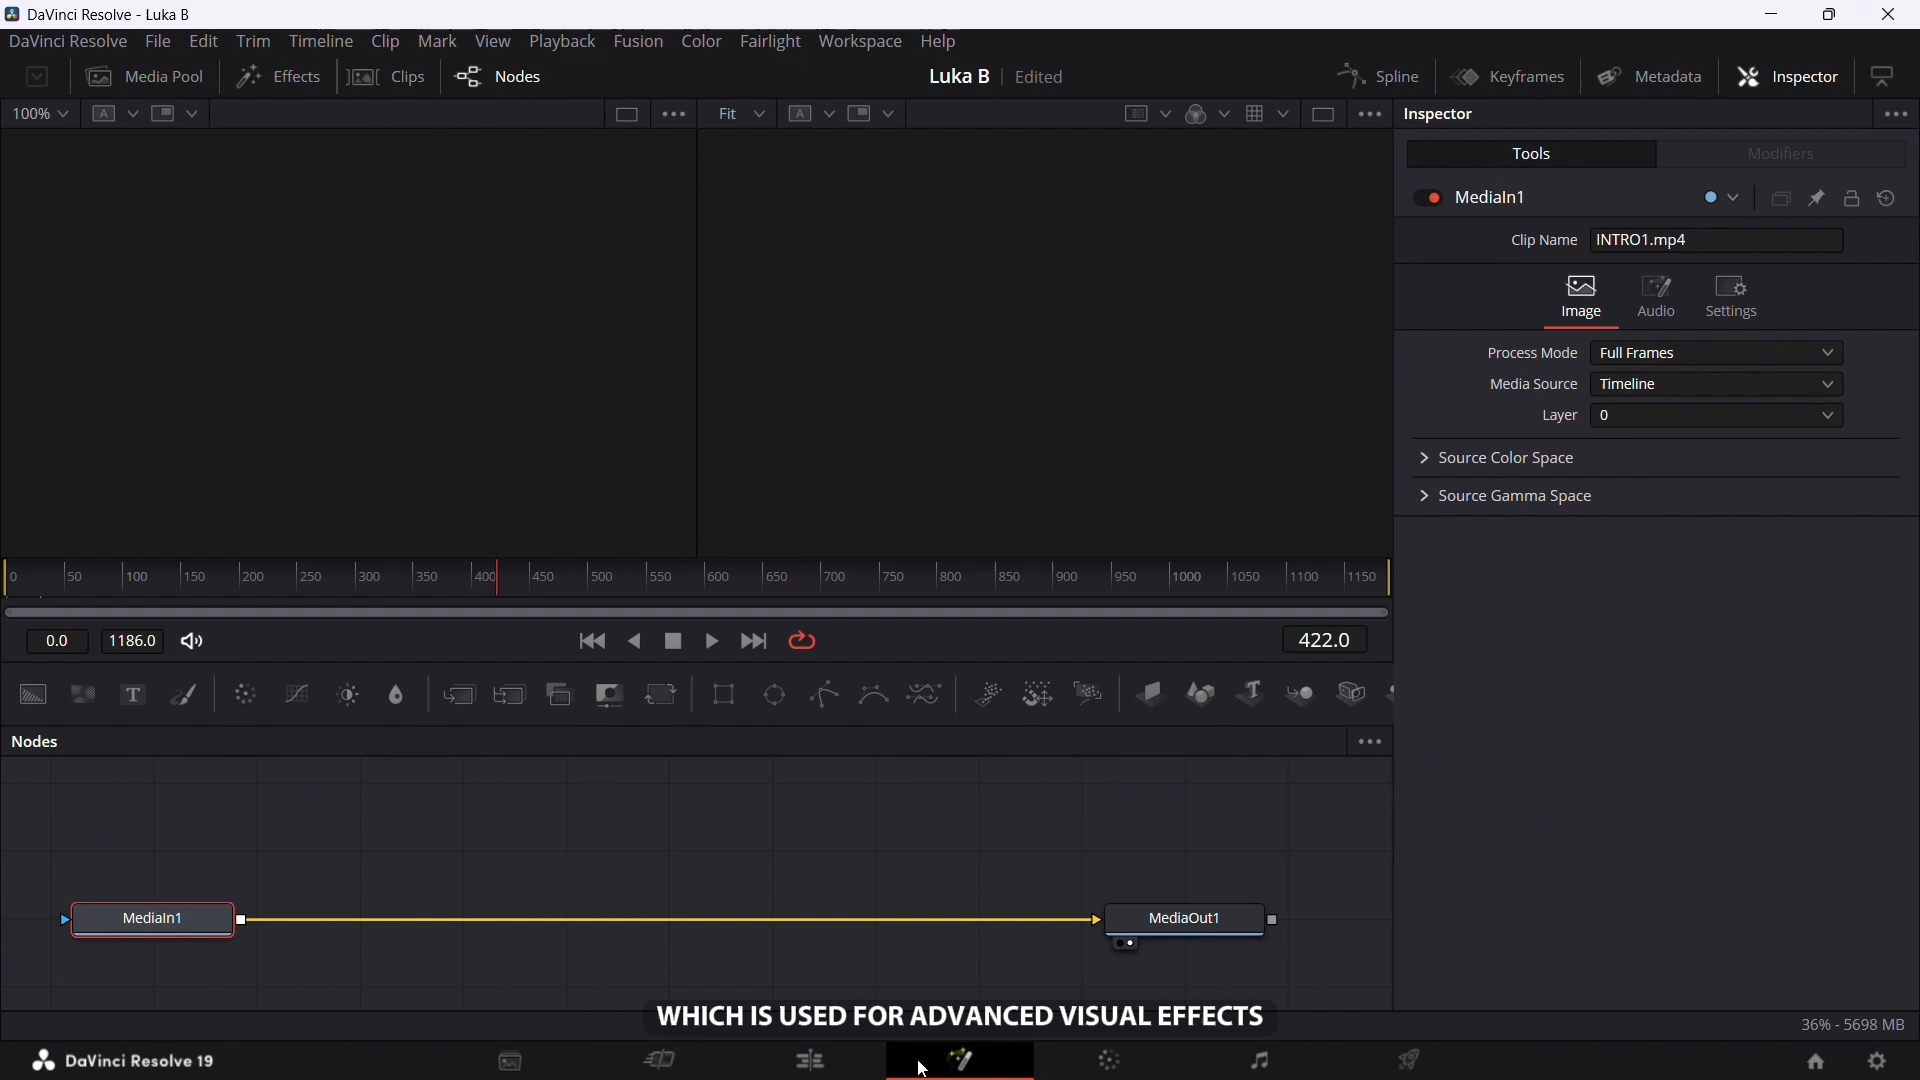 DaVinci Resolve - Luka B
DaVinci Resolve File Edit Trim Timeline Clip Mark View Playback Fusion Color Fairlight Workspace Help
Media Pool Effects Clips Nodes Luka B Edited Spline Keyframes Metadata Inspector
100% A Fit A Inspector
Tools Modifiers
MediaIn1
Clip Name INTRO1.mp4
Image Audio Settings
Process Mode Full Frames
Media Source Timeline
Layer 0
Source Color Space
Source Gamma Space
0 50 100 150 200 250 300 350 400 450 500 550 600 650 700 750 800 850 900 950 1000 1050 1100 1150
0.0 1186.0 422.0
T T
Nodes
MediaIn1 MediaOut1
WHICH IS USED FOR ADVANCED VISUAL EFFECTS
36% - 5698 MB
DaVinci Resolve 19